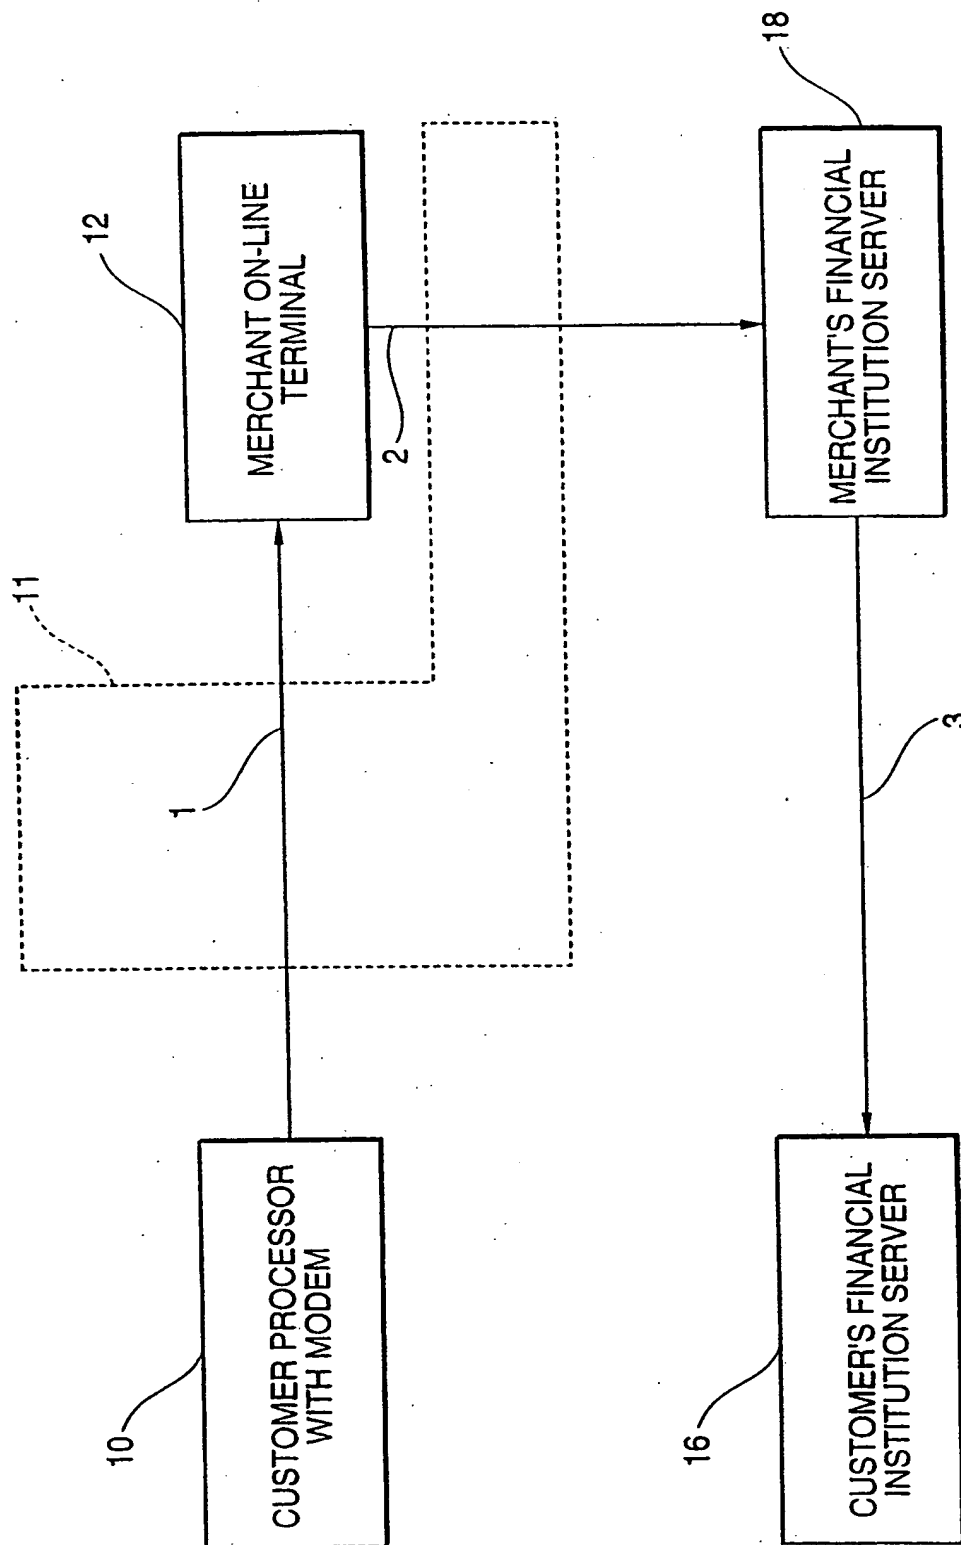 10
CUSTOMER PROCESSOR
WITH MODEM
1
11
12
MERCHANT ON-LINE
TERMINAL
2
16
CUSTOMER'S FINANCIAL
INSTITUTION SERVER
3
18
MERCHANT'S FINANCIAL
INSTITUTION SERVER